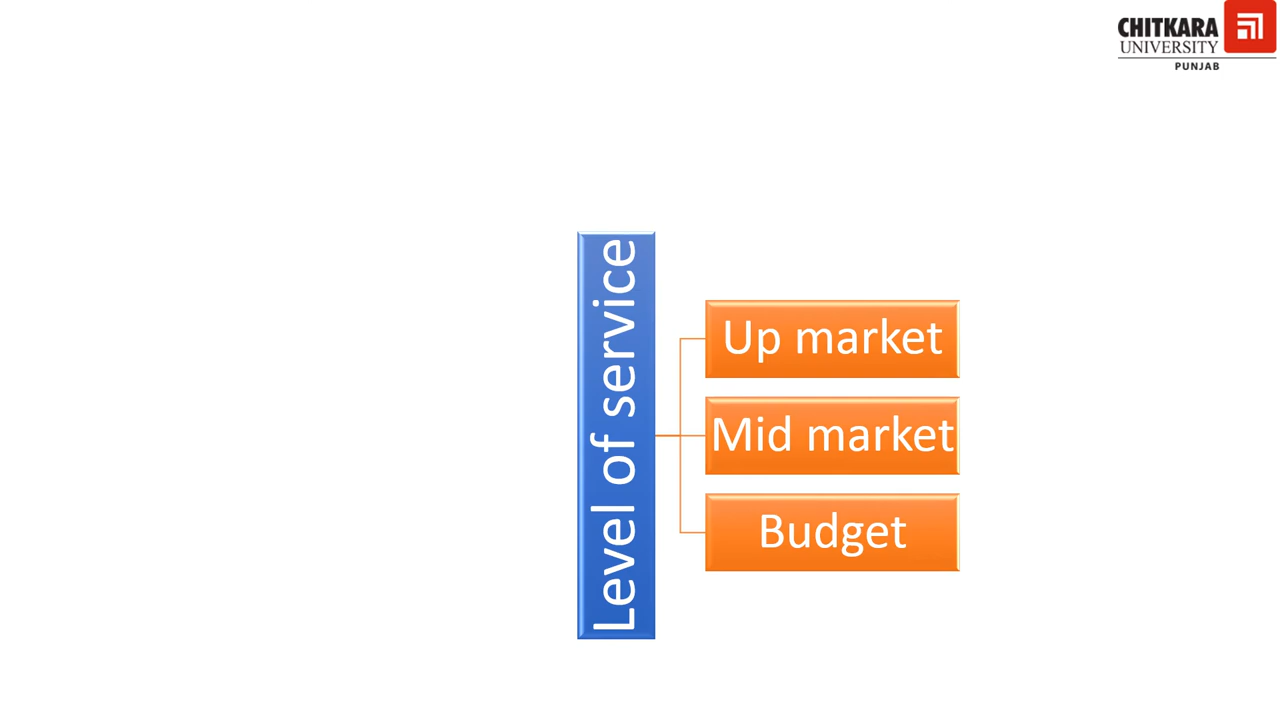 CHITKARA
UNIVERSITY
PUNJAB
Level of service
Up market
Mid market
Budget